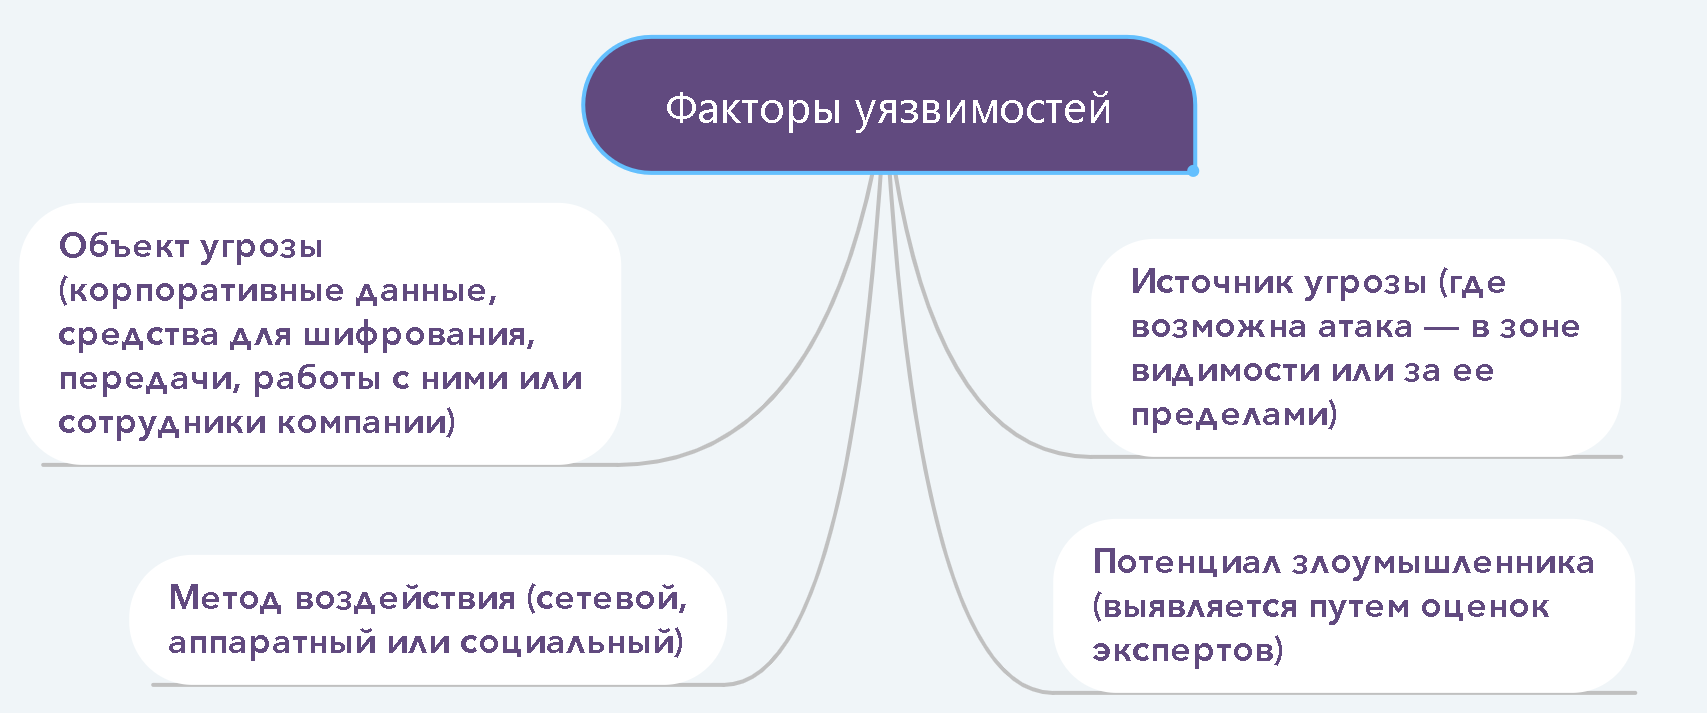 Факторы уязвимостей
Объект угрозы
(корпоративные данные,
средства для шифрования,
передачи, работы с ними или
сотрудники компании)
Источник угрозы (где
возможна атака — в зоне
видимости или за ее
пределами)
Метод воздействия (сетевой,
аппаратный или социальный)
Потенциал злоумышленника
(выявляется путем оценок
экспертов)